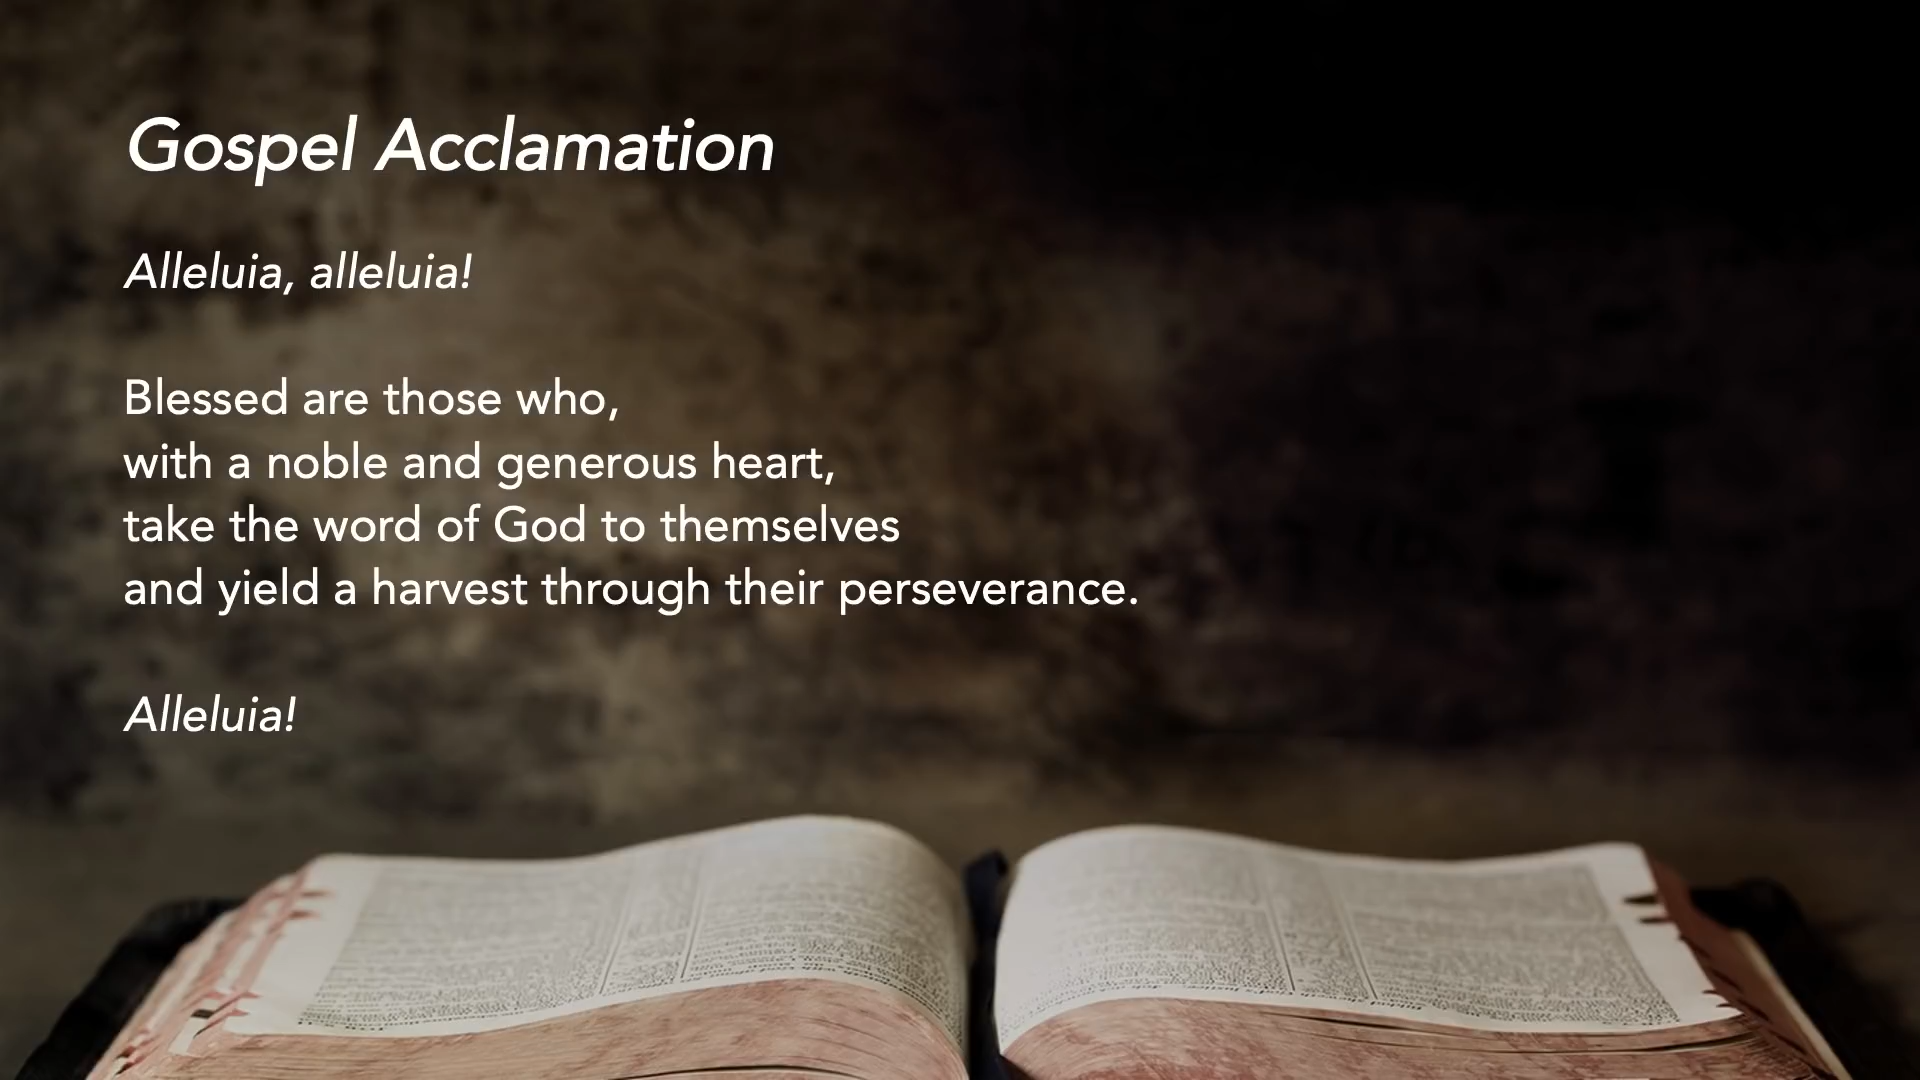 Gospel Acclamation
Alleluia, alleluia!
Blessed are those who,
with a noble and generous heart,
take the word of God to themselves
and yield a harvest through their perseverance.
Alleluia!